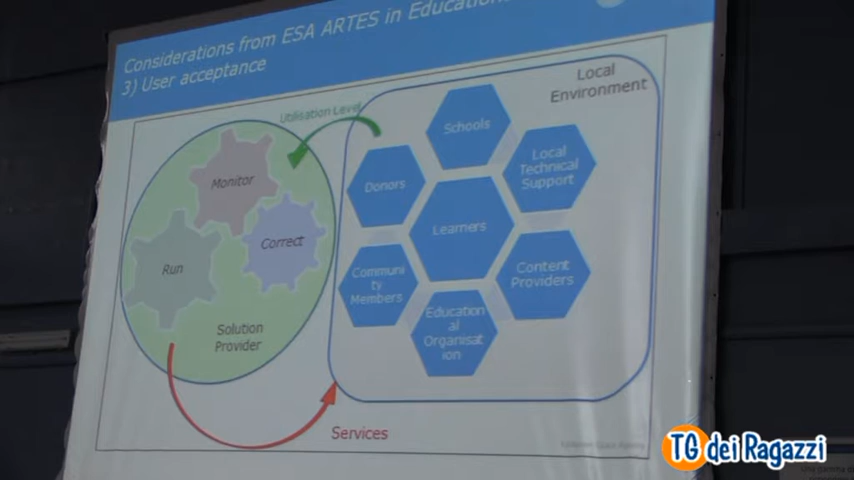 Considerations from ESA ARTES in Education
3) User acceptance
Utilisation Level
Local
Environment
Schools
Local
Technical
Support
Donors
Monitor
Learners
Correct
Run
Communi
ty
Members
Content
Providers
Education
al
Organisat
ion
Solution
Provider
Services
TG dei Ragazzi